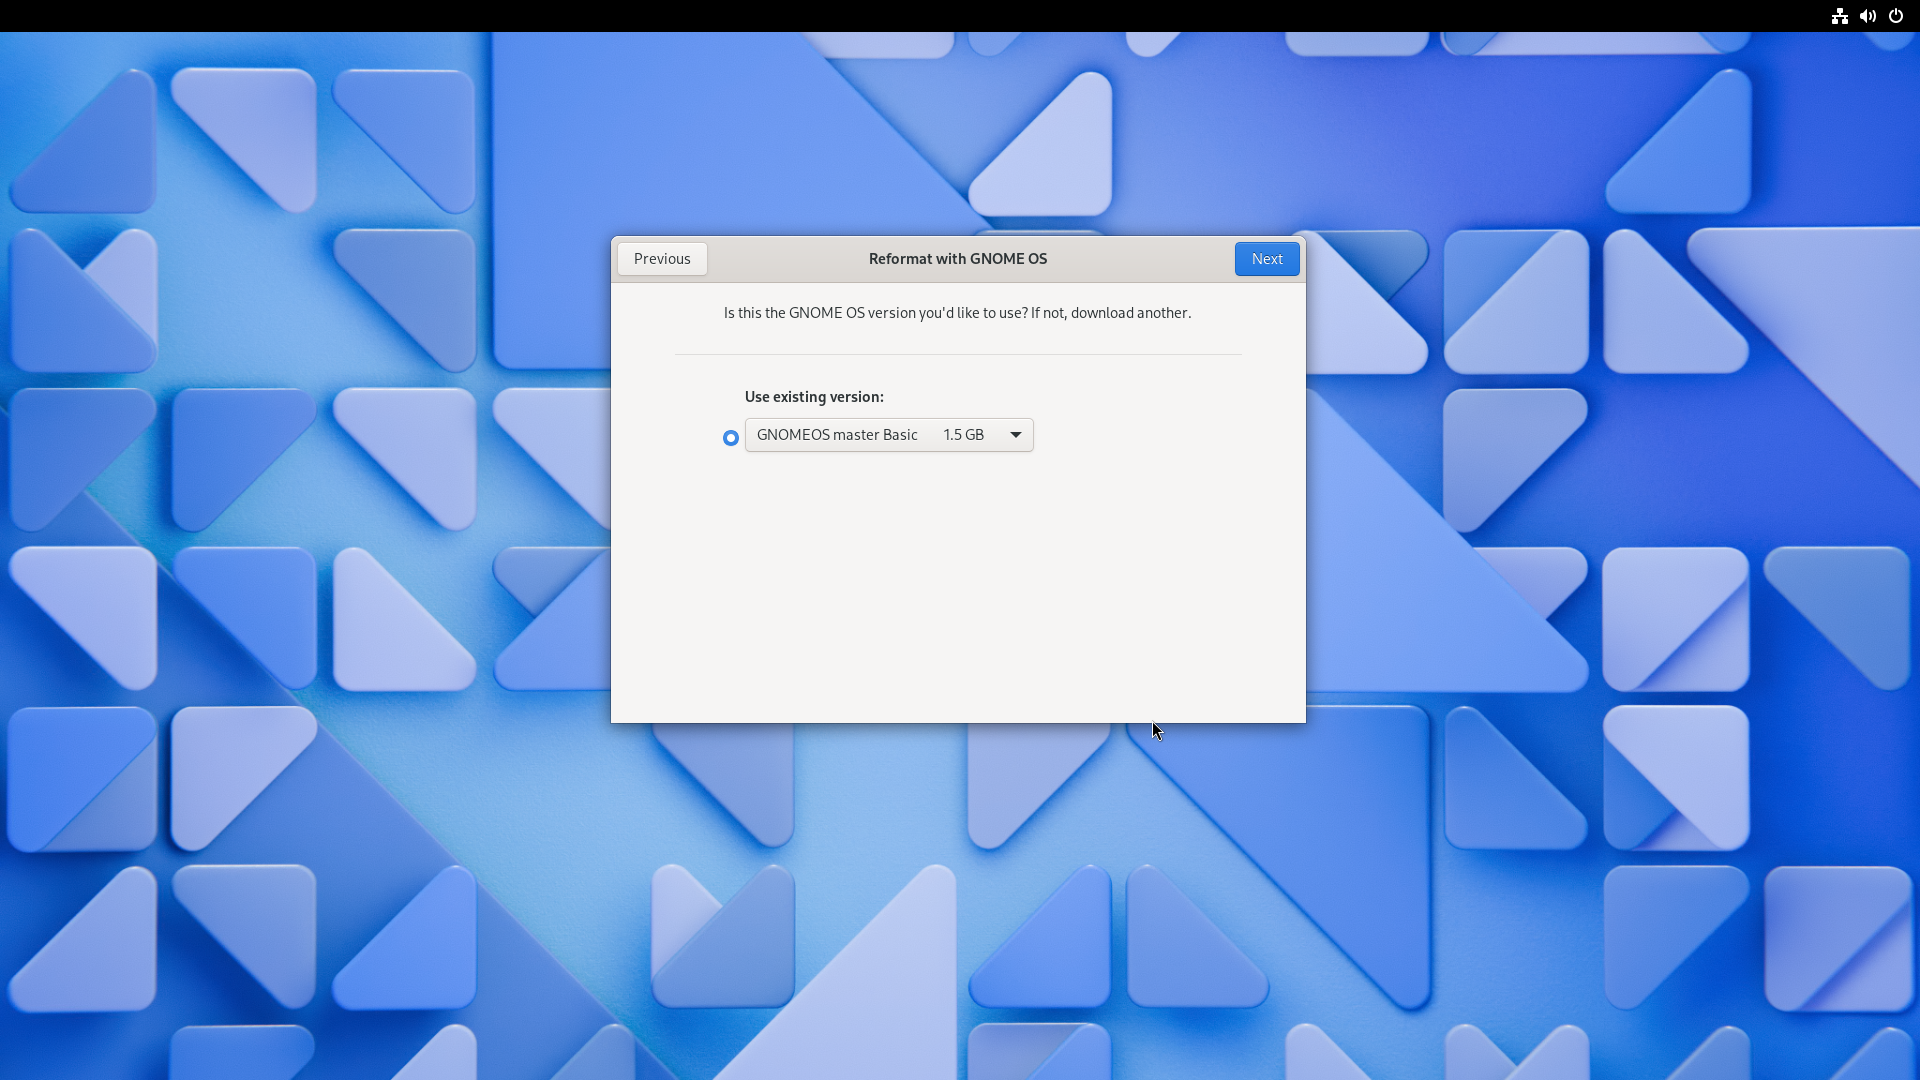 Previous
Reformat with GNOME OS
Next
Is this the GNOME OS version you'd like to use? If not, download another.
Use existing version:
GNOMEOS master Basic 1.5 GB